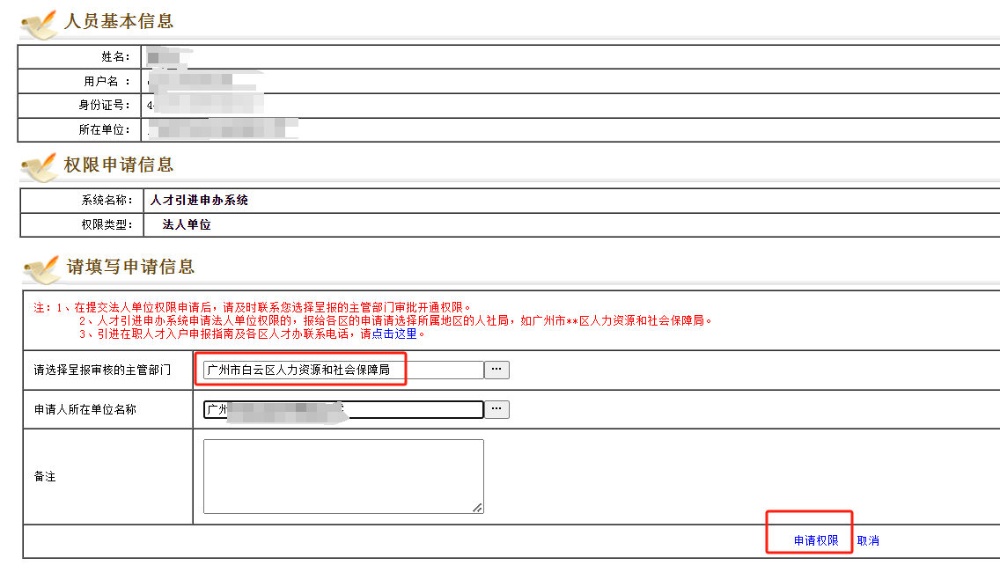 人员基本信息
姓名：
用户名 ：
身份证号： 4
所在单位：
权限申请信息
系统名称： 人才引进申办系统
权限类型： 法人单位
请填写申请信息
注：1、在提交法人单位权限申请后，请及时联系您选择呈报的主管部门审批开通权限。
2、人才引进申办系统申请法人单位权限的，报给各区的申请请选择所属地区的人社局，如广州市**区人力资源和社会保障局。
3、引进在职人才入户申报指南及各区人才办联系电话，请点击这里。
请选择呈报审核的主管部门 广州市白云区人力资源和社会保障局 ...
申请人所在单位名称 广州 ...
备注
申请权限 取消